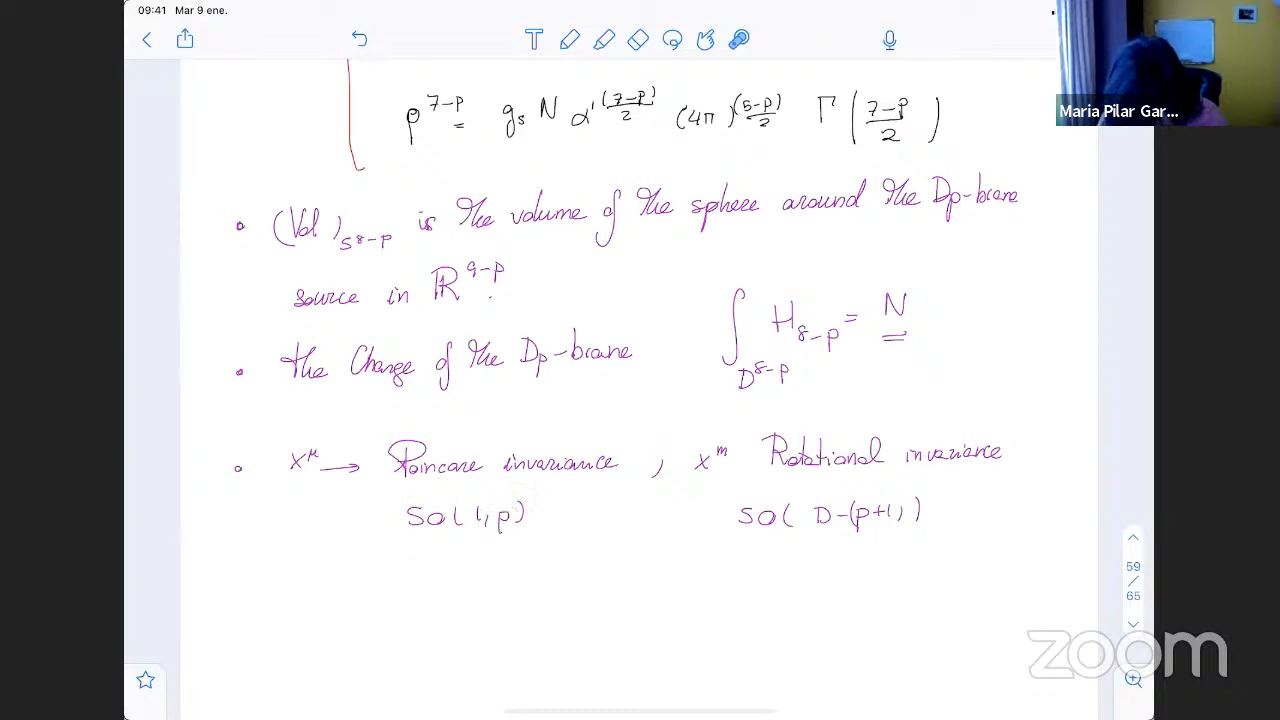 09:41 Mar 9 ene.
ρ^{7-p} = g_s N α'^{(7-p)/2} (4π)^{(5-p)/2} Γ(7-p/2)
• (Vol)_{S^{8-p}} is the volume of the sphere around the Dp-brane
source in ℝ^{9-p}.
• the Change of the Dp-brane ∫_{D^{8-p}} H_{8-p} = N
• x^μ → Poincare invariance , x^m Rotational invariance
SO(1,p) SO(D-(p+1,)
Maria Pilar Gar...
59
/
65
zoom